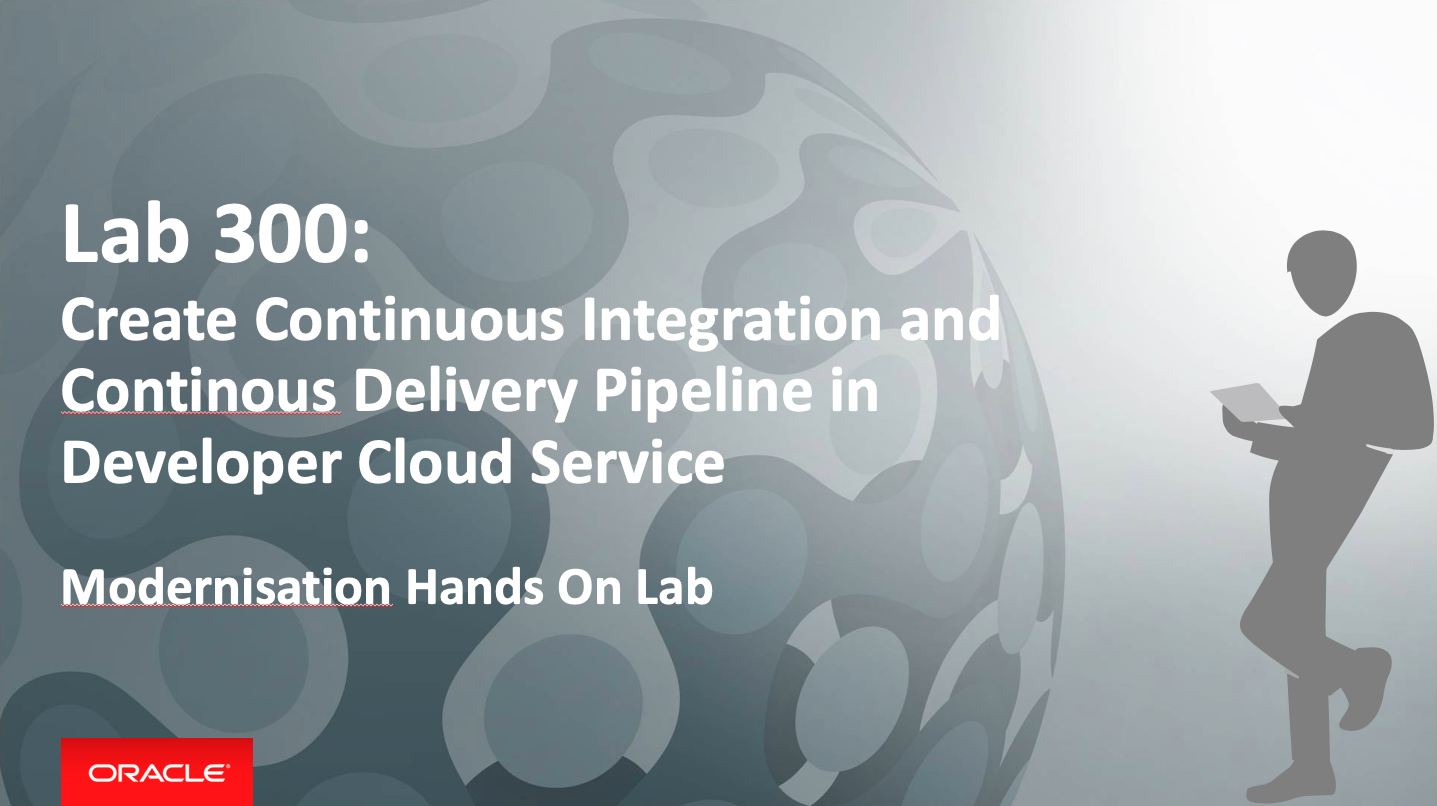 Lab 300:
Create Continuous Integration and
Continous Delivery Pipeline in
Developer Cloud Service
Modernisation Hands On Lab
ORACLE®